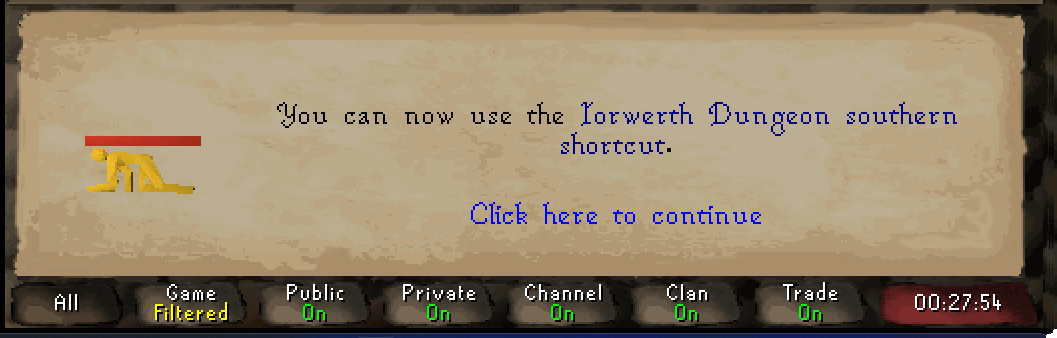 You can now use the Iorwerth Dungeon southern
shortcut.
Click here to continue
All
Game
Filtered
Public
On
Private
On
Channel
On
Clan
On
Trade
On
00:27:54